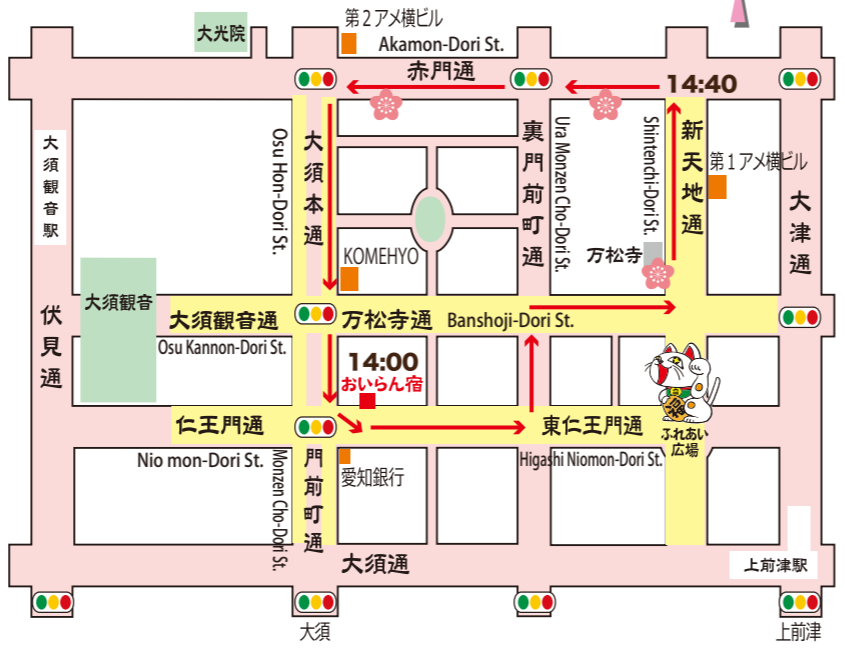 第2アメ横ビル
大光院
Akamon-Dori St.
赤門通
14:40
大須観音駅
Osu Hon-Dori St.
大須本通
裏門前町通
Ura Monzen Cho-Dori St.
Shintenchi-Dori St.
新天地通
第1アメ横ビル
大津通
万松寺
KOMEHYO
大須観音
伏見通
大須観音通
万松寺通
Banshoji-Dori St.
Osu Kannon-Dori St.
14:00
おいらん宿
仁王門通
東仁王門通
ふれあい
広場
Nio mon-Dori St.
Monzen Cho-Dori St.
門前町通
愛知銀行
Higashi Niomon-Dori St.
大須通
上前津駅
大須
上前津